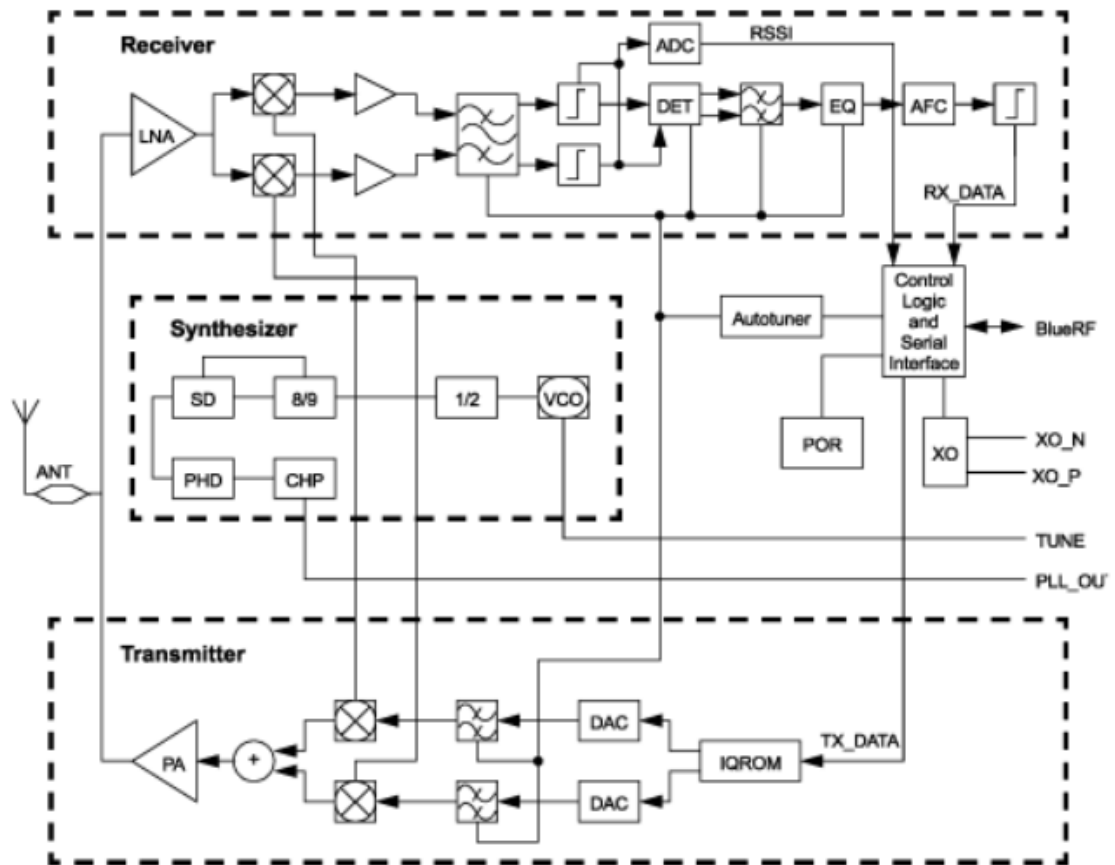 Receiver
ADC
RSSI
LNA
DET
EQ
AFC
RX_DATA
Control
Logic
and
Serial
Interface
BlueRF
Synthesizer
Autotuner
SD
8/9
1/2
VCO
POR
XO
XO_N
XO_P
ANT
PHD
CHP
TUNE
PLL_OU
Transmitter
DAC
TX_DATA
PA
+
IQROM
DAC